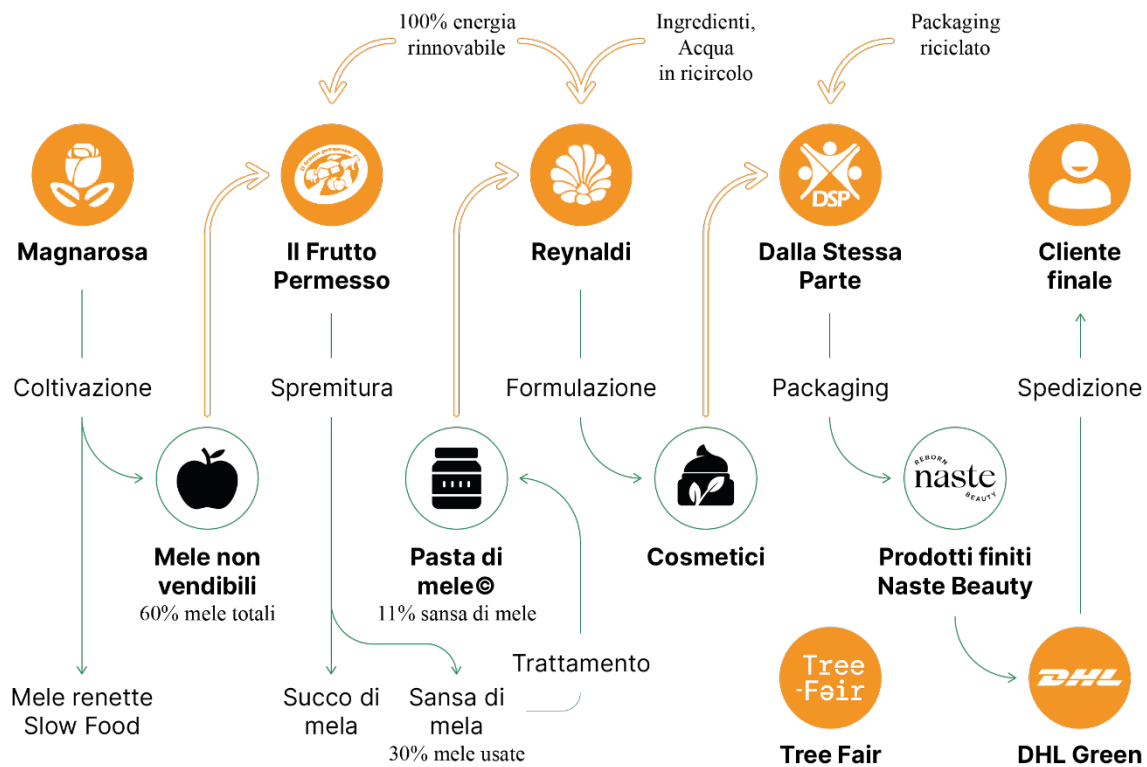 100% energia
rinnovabile
Ingredienti,
Acqua
in ricircolo
Packaging
riciclato
il frutto permesso
DSP
Magnarosa
Il Frutto
Permesso
Reynaldi
Dalla Stessa
Parte
Cliente
finale
Coltivazione
Spremitura
Formulazione
Packaging
Spedizione
REBORN
naste
BEAUTY
Mele non
vendibili
60% mele totali
Pasta di
mele©
11% sansa di mele
Cosmetici
Prodotti finiti
Naste Beauty
Trattamento
Mele renette
Slow Food
Succo di
mela
Sansa di
mela
30% mele usate
Tree
-Fair
Tree Fair
DHL
DHL Green